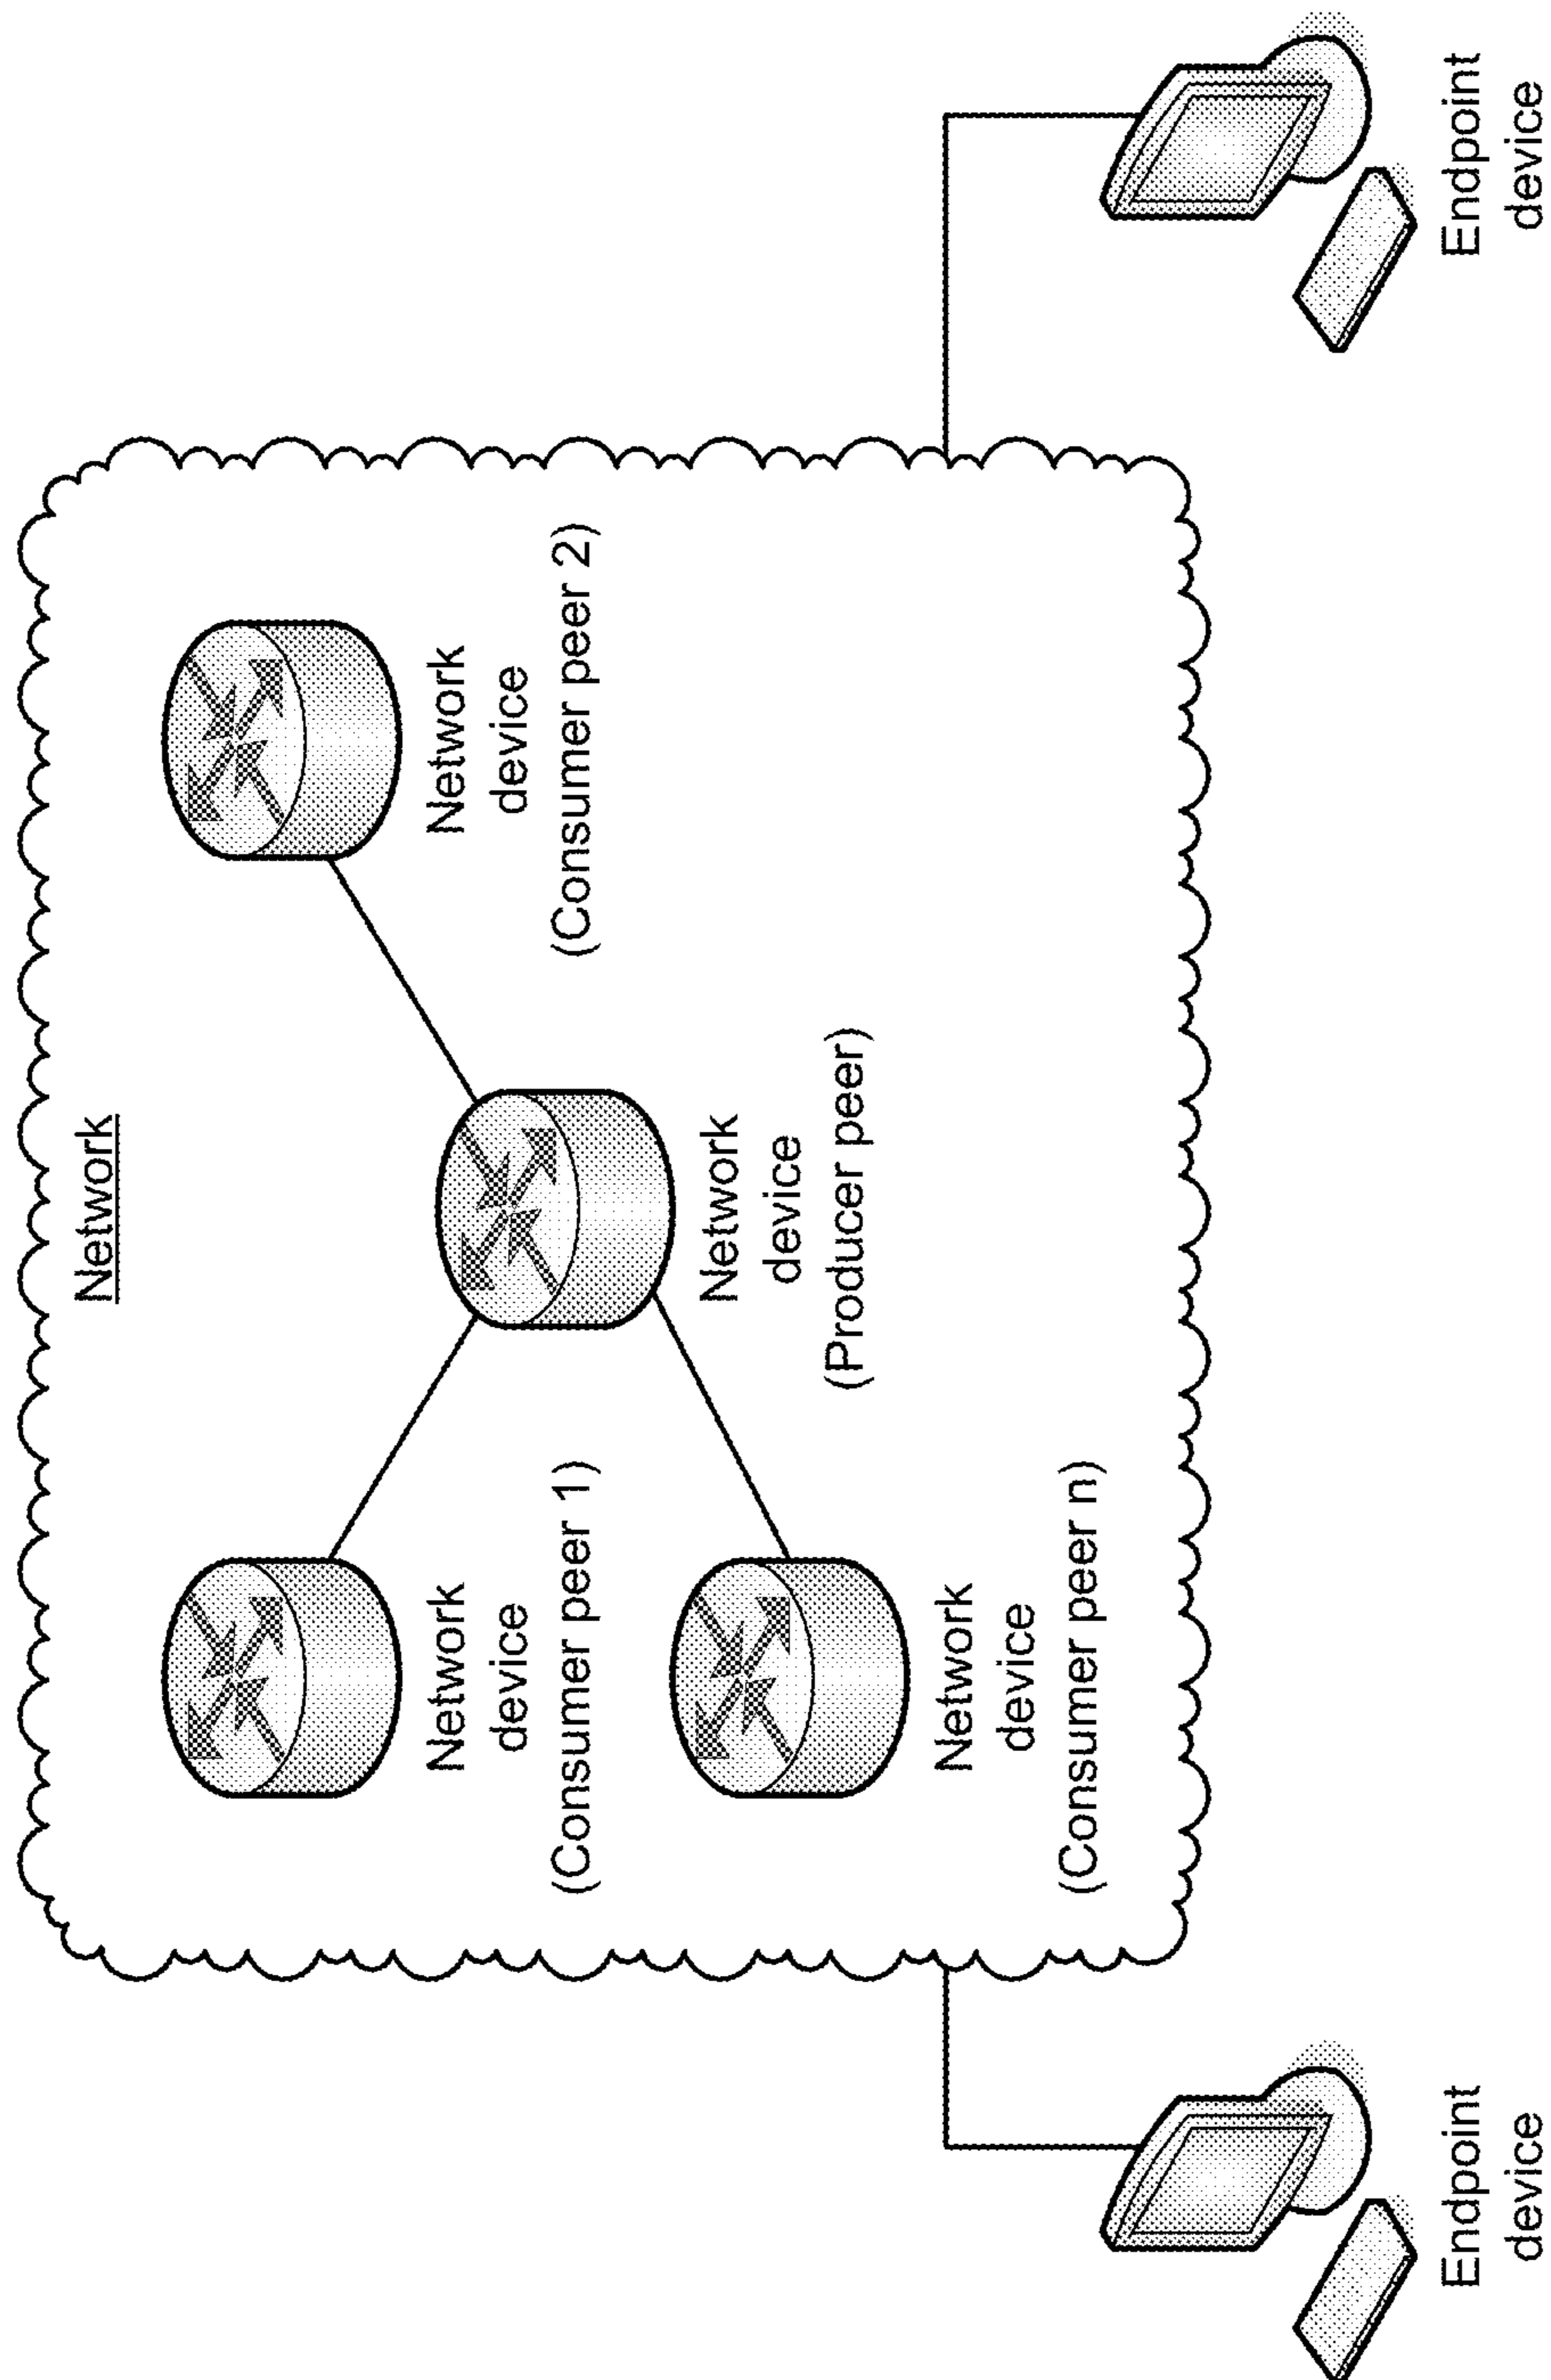 Network
Network
device
(Consumer peer 1)
Network
device
(Consumer peer 2)
Network
device
(Producer peer)
Network
device
(Consumer peer n)
Endpoint
device
Endpoint
device